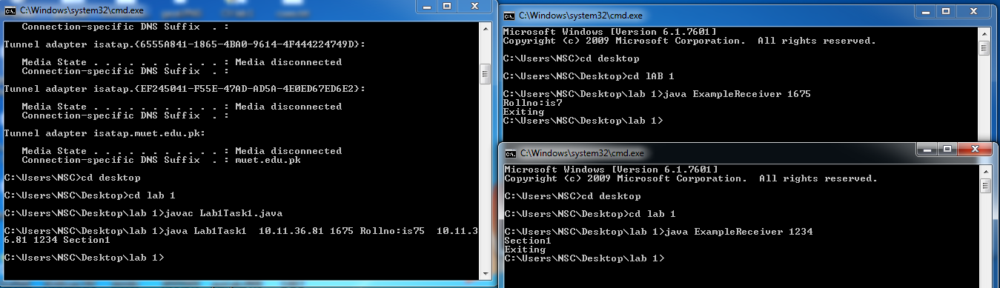 C:\Windows\system32\cmd.exe
Connection-specific DNS Suffix  . :
Tunnel adapter isatap.{6555A841-1865-4BA0-9614-4F444224749D}:
Media State . . . . . . . . . . . : Media disconnected
Connection-specific DNS Suffix  . :
Tunnel adapter isatap.{EF245041-F55E-47AD-AD5A-4E0ED67ED6E2}:
Media State . . . . . . . . . . . : Media disconnected
Connection-specific DNS Suffix  . :
Tunnel adapter isatap.muet.edu.pk:
Media State . . . . . . . . . . . : Media disconnected
Connection-specific DNS Suffix  . : muet.edu.pk
C:\Users\NSC>cd desktop
C:\Users\NSC\Desktop>cd lab 1
C:\Users\NSC\Desktop\lab 1>javac Lab1Task1.java
C:\Users\NSC\Desktop\lab 1>java Lab1Task1  10.11.36.81 1675 Rollno:is75  10.11.3
6.81 1234 Section1
C:\Users\NSC\Desktop\lab 1>
C:\Windows\system32\cmd.exe
Microsoft Windows [Version 6.1.7601]
Copyright (c) 2009 Microsoft Corporation.  All rights reserved.
C:\Users\NSC>cd desktop
C:\Users\NSC\Desktop>cd lAB 1
C:\Users\NSC\Desktop\lab 1>java ExampleReceiver 1675
Rollno:is7
Exiting
C:\Users\NSC\Desktop\lab 1>
C:\Windows\system32\cmd.exe
Microsoft Windows [Version 6.1.7601]
Copyright (c) 2009 Microsoft Corporation.  All rights reserved.
C:\Users\NSC>cd desktop
C:\Users\NSC\Desktop>cd lab 1
C:\Users\NSC\Desktop\lab 1>java ExampleReceiver 1234
Section1
Exiting
C:\Users\NSC\Desktop\lab 1>